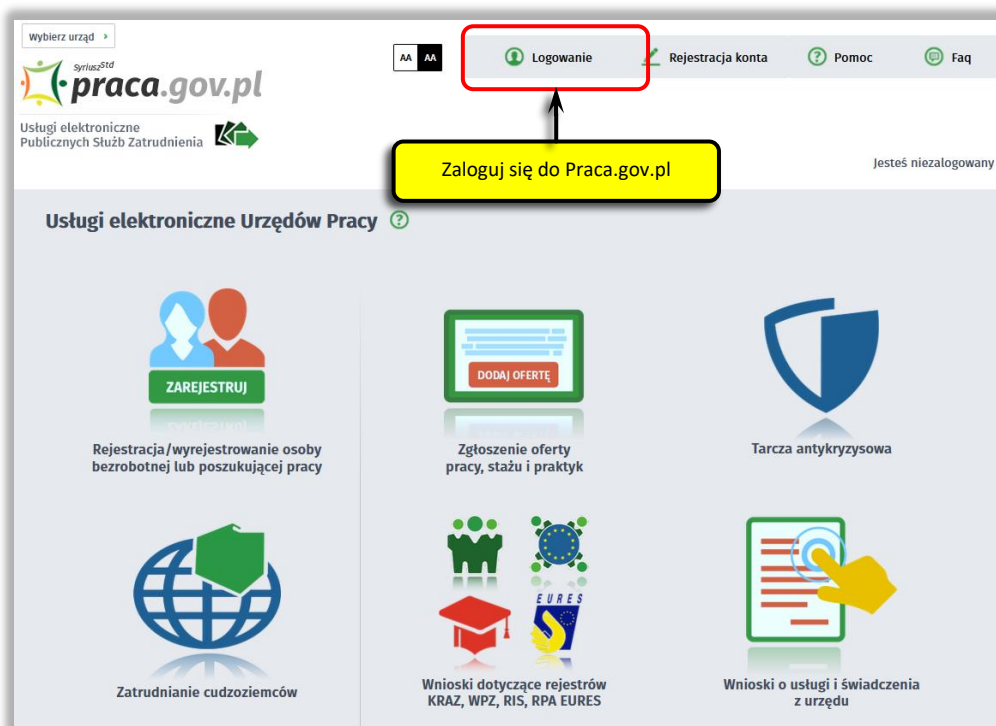 Wybierz urząd
AA AA
Logowanie
Rejestracja konta
Pomoc
Faq
Syriusz Std
praca.gov.pl
Usługi elektroniczne
Publicznych Służb Zatrudnienia
Zaloguj się do Praca.gov.pl
Jesteś niezalogowany
Usługi elektroniczne Urzędów Pracy
ZAREJESTRUJ
Rejestracja/wyrejestrowanie osoby
bezrobotnej lub poszukującej pracy
DODAJ OFERTĘ
Zgłoszenie oferty
pracy, stażu i praktyk
Tarcza antykryzysowa
Zatrudnianie cudzoziemców
EURES
Wnioski dotyczące rejestrów
KRAZ, WPZ, RIS, RPA EURES
Wnioski o usługi i świadczenia
z urzędu